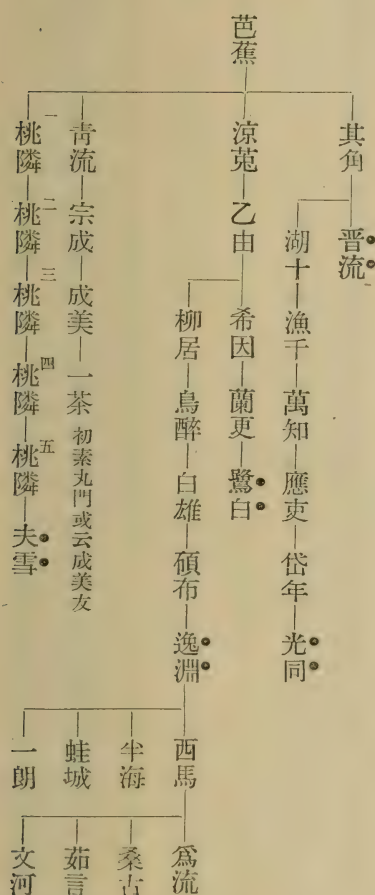 芭蕉
其角
晋流
湖十
漁千
萬知
應吏
岱年
光同
涼莵
乙由
希因
蘭更
鷺白
柳居
鳥醉
白雄
碩布
逸淵
西馬
爲流
桑古
茹言
文河
半海
蛙城
一朗
青流
宗成
成美
一茶 初素丸門或云成美友
一 桃隣
二 桃隣
三 桃隣
四 桃隣
五 桃隣
夫雪